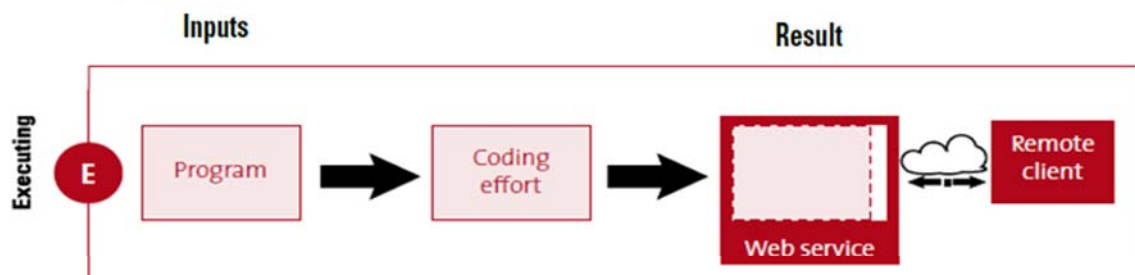 Inputs
Result
Executing
E
Program
Coding
effort
Web service
Remote
client